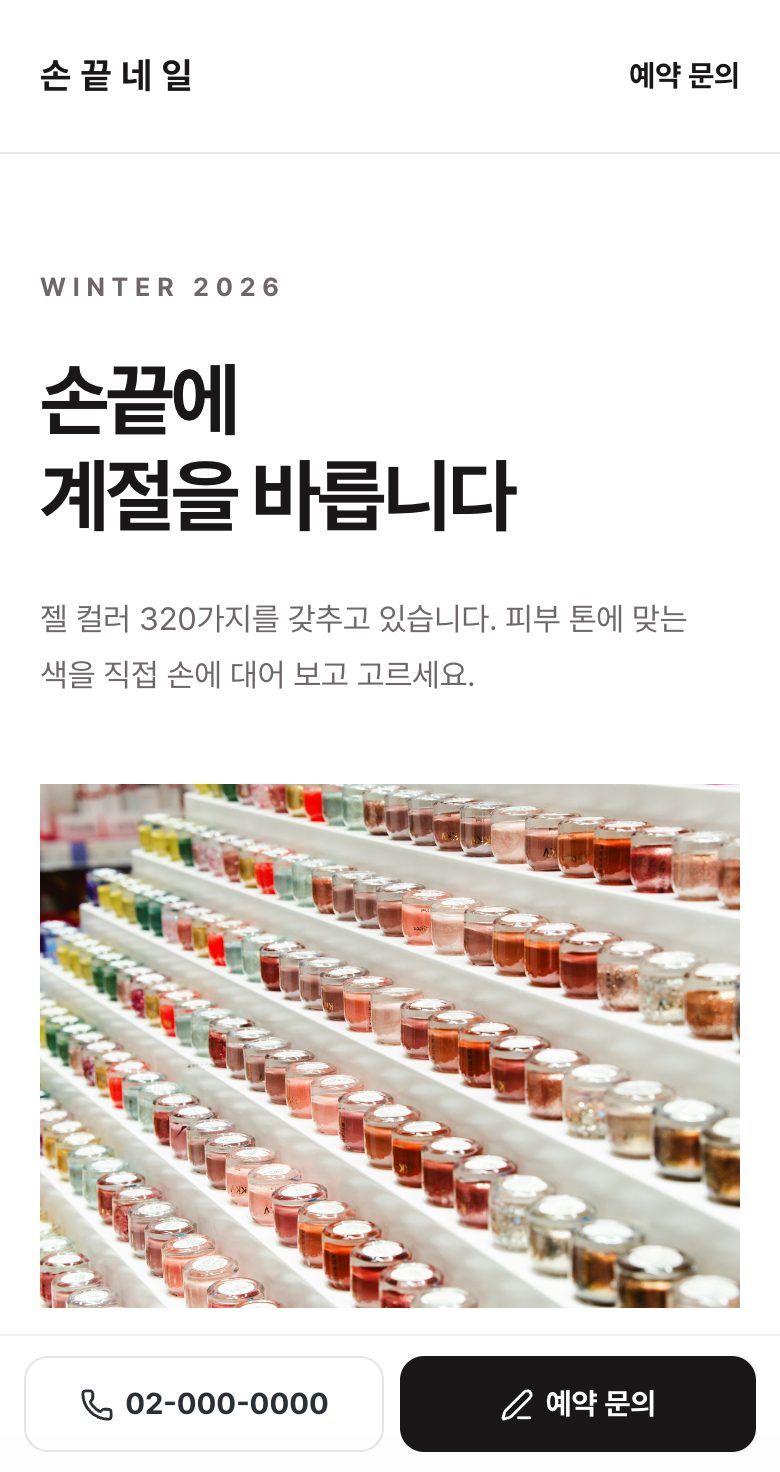 손끝네일
예약 문의
WINTER 2026
손끝에
계절을 바릅니다
젤 컬러 320가지를 갖추고 있습니다. 피부 톤에 맞는
색을 직접 손에 대어 보고 고르세요.
02-000-0000
예약 문의